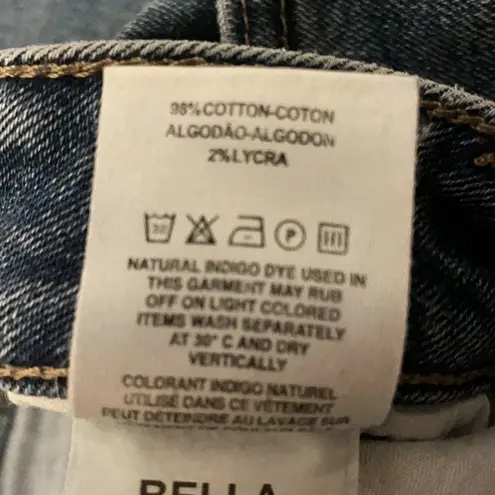 98% COTTON-COTON
ALGODÃO-ALGODON
2% LYCRA
30 P
NATURAL INDIGO DYE USED IN
THIS GARMENT MAY RUB
OFF ON LIGHT COLORED
ITEMS WASH SEPARATELY
AT 30° C AND DRY
VERTICALLY
COLORANT INDIGO NATUREL
UTILISÉ DANS CE VÊTEMENT
PEUT DÉTEINDRE AU LAVAGE SUR
BELLA